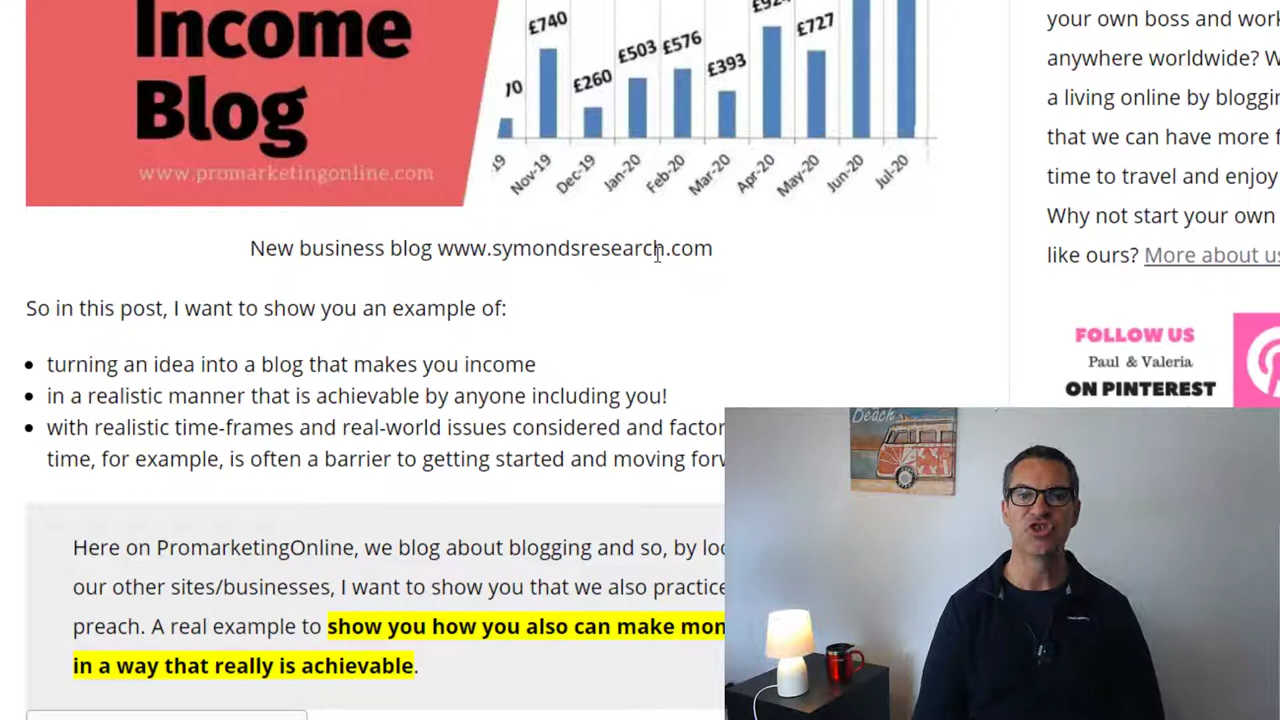 Income
Blog
www.promarketingonline.com
£740
£260
£503
£576
£393
£727
Nov-19
Dec-19
Jan-20
Feb-20
Mar-20
Apr-20
May-20
Jun-20
Jul-20
New business blog www.symondsresearch.com
So in this post, I want to show you an example of:
turning an idea into a blog that makes you income
in a realistic manner that is achievable by anyone including you!
with realistic time-frames and real-world issues considered and factor
time, for example, is often a barrier to getting started and moving forw
Here on PromarketingOnline, we blog about blogging and so, by loo
our other sites/businesses, I want to show you that we also practice
preach. A real example to show you how you also can make mon
in a way that really is achievable.
your own boss and work
anywhere worldwide? W
a living online by bloggin
that we can have more f
time to travel and enjoy
Why not start your own
like ours? More about us
FOLLOW US
Paul & Valeria
ON PINTEREST
Beach